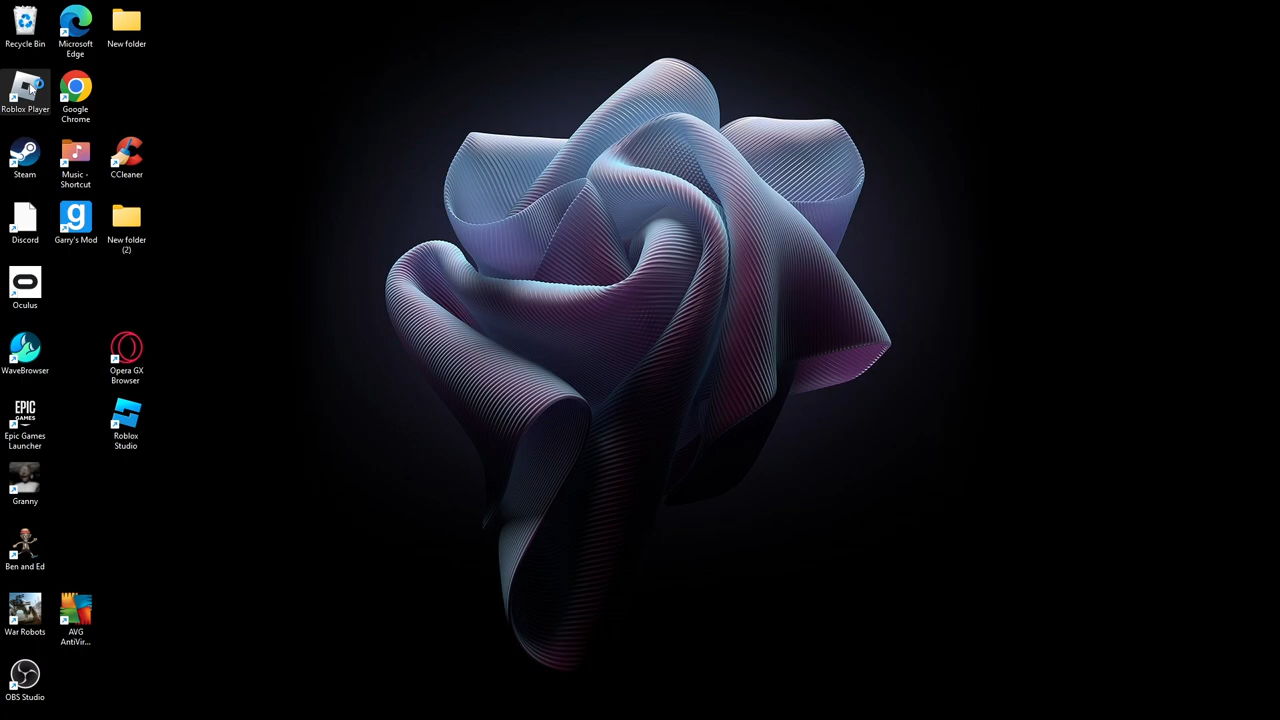 Recycle Bin
Microsoft
Edge
New folder
Roblox Player
Google
Chrome
Steam
Music -
Shortcut
CCleaner
Discord
g
Garry's Mod
New folder
(2)
Oculus
WaveBrowser
Opera GX
Browser
EPIC
GAMES
Epic Games
Launcher
Roblox
Studio
Granny
Ben and Ed
War Robots
AVG
AntiVir...
OBS Studio